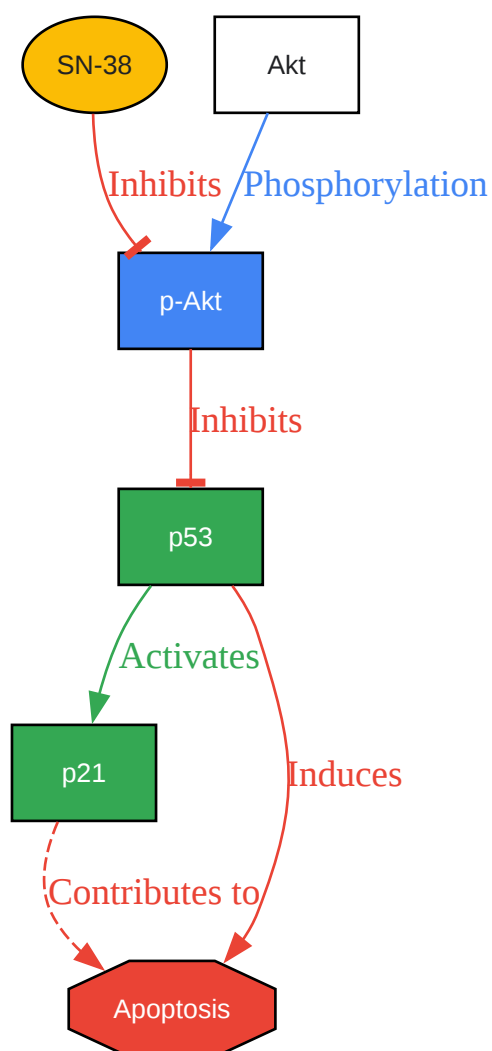 SN-38
Akt
Inhibits
Phosphorylation
p-Akt
Inhibits
p53
Activates
p21
Induces
Contributes to
Apoptosis